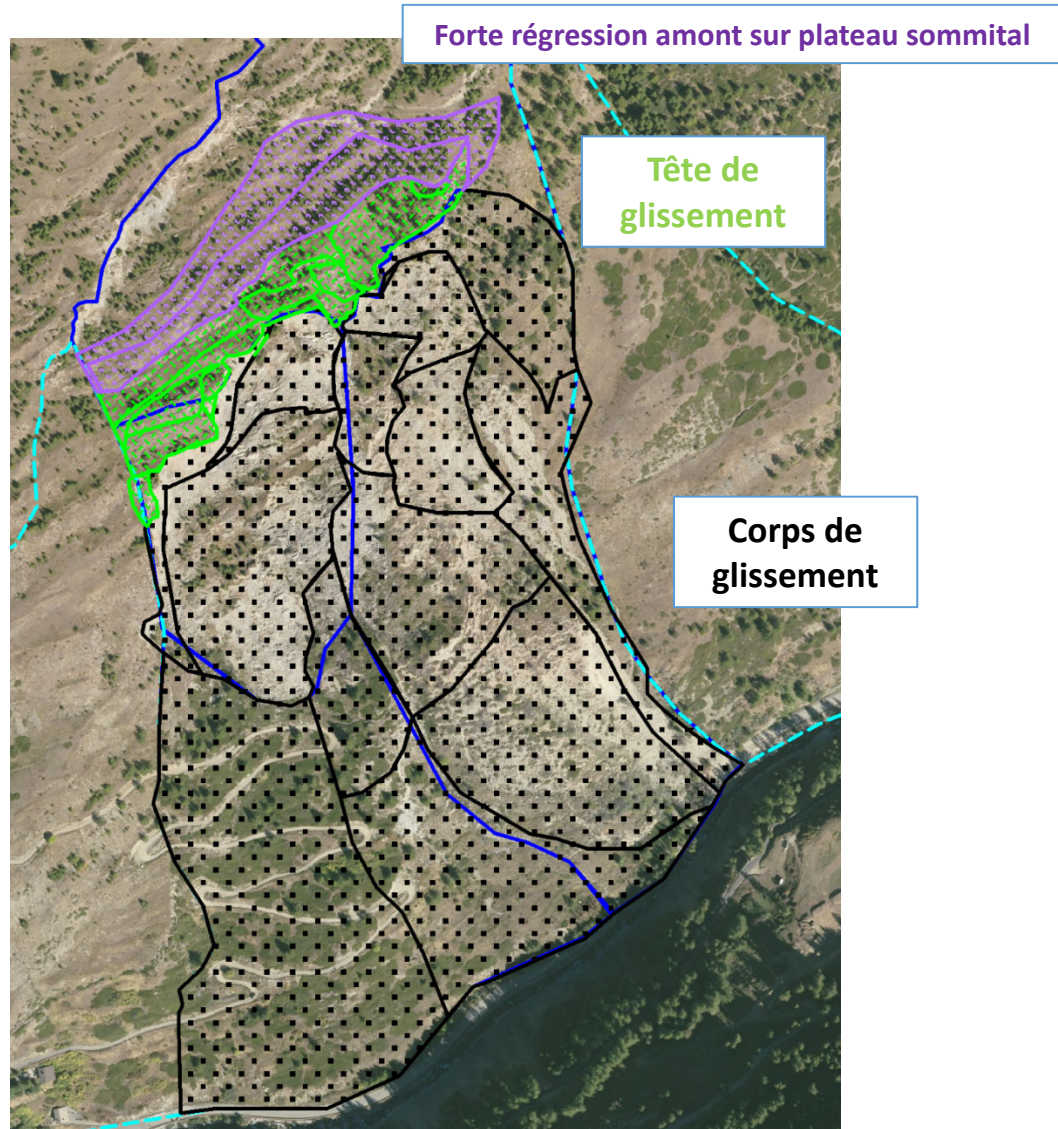 Forte régression amont sur plateau sommital
Tête de
glissement
Corps de
glissement